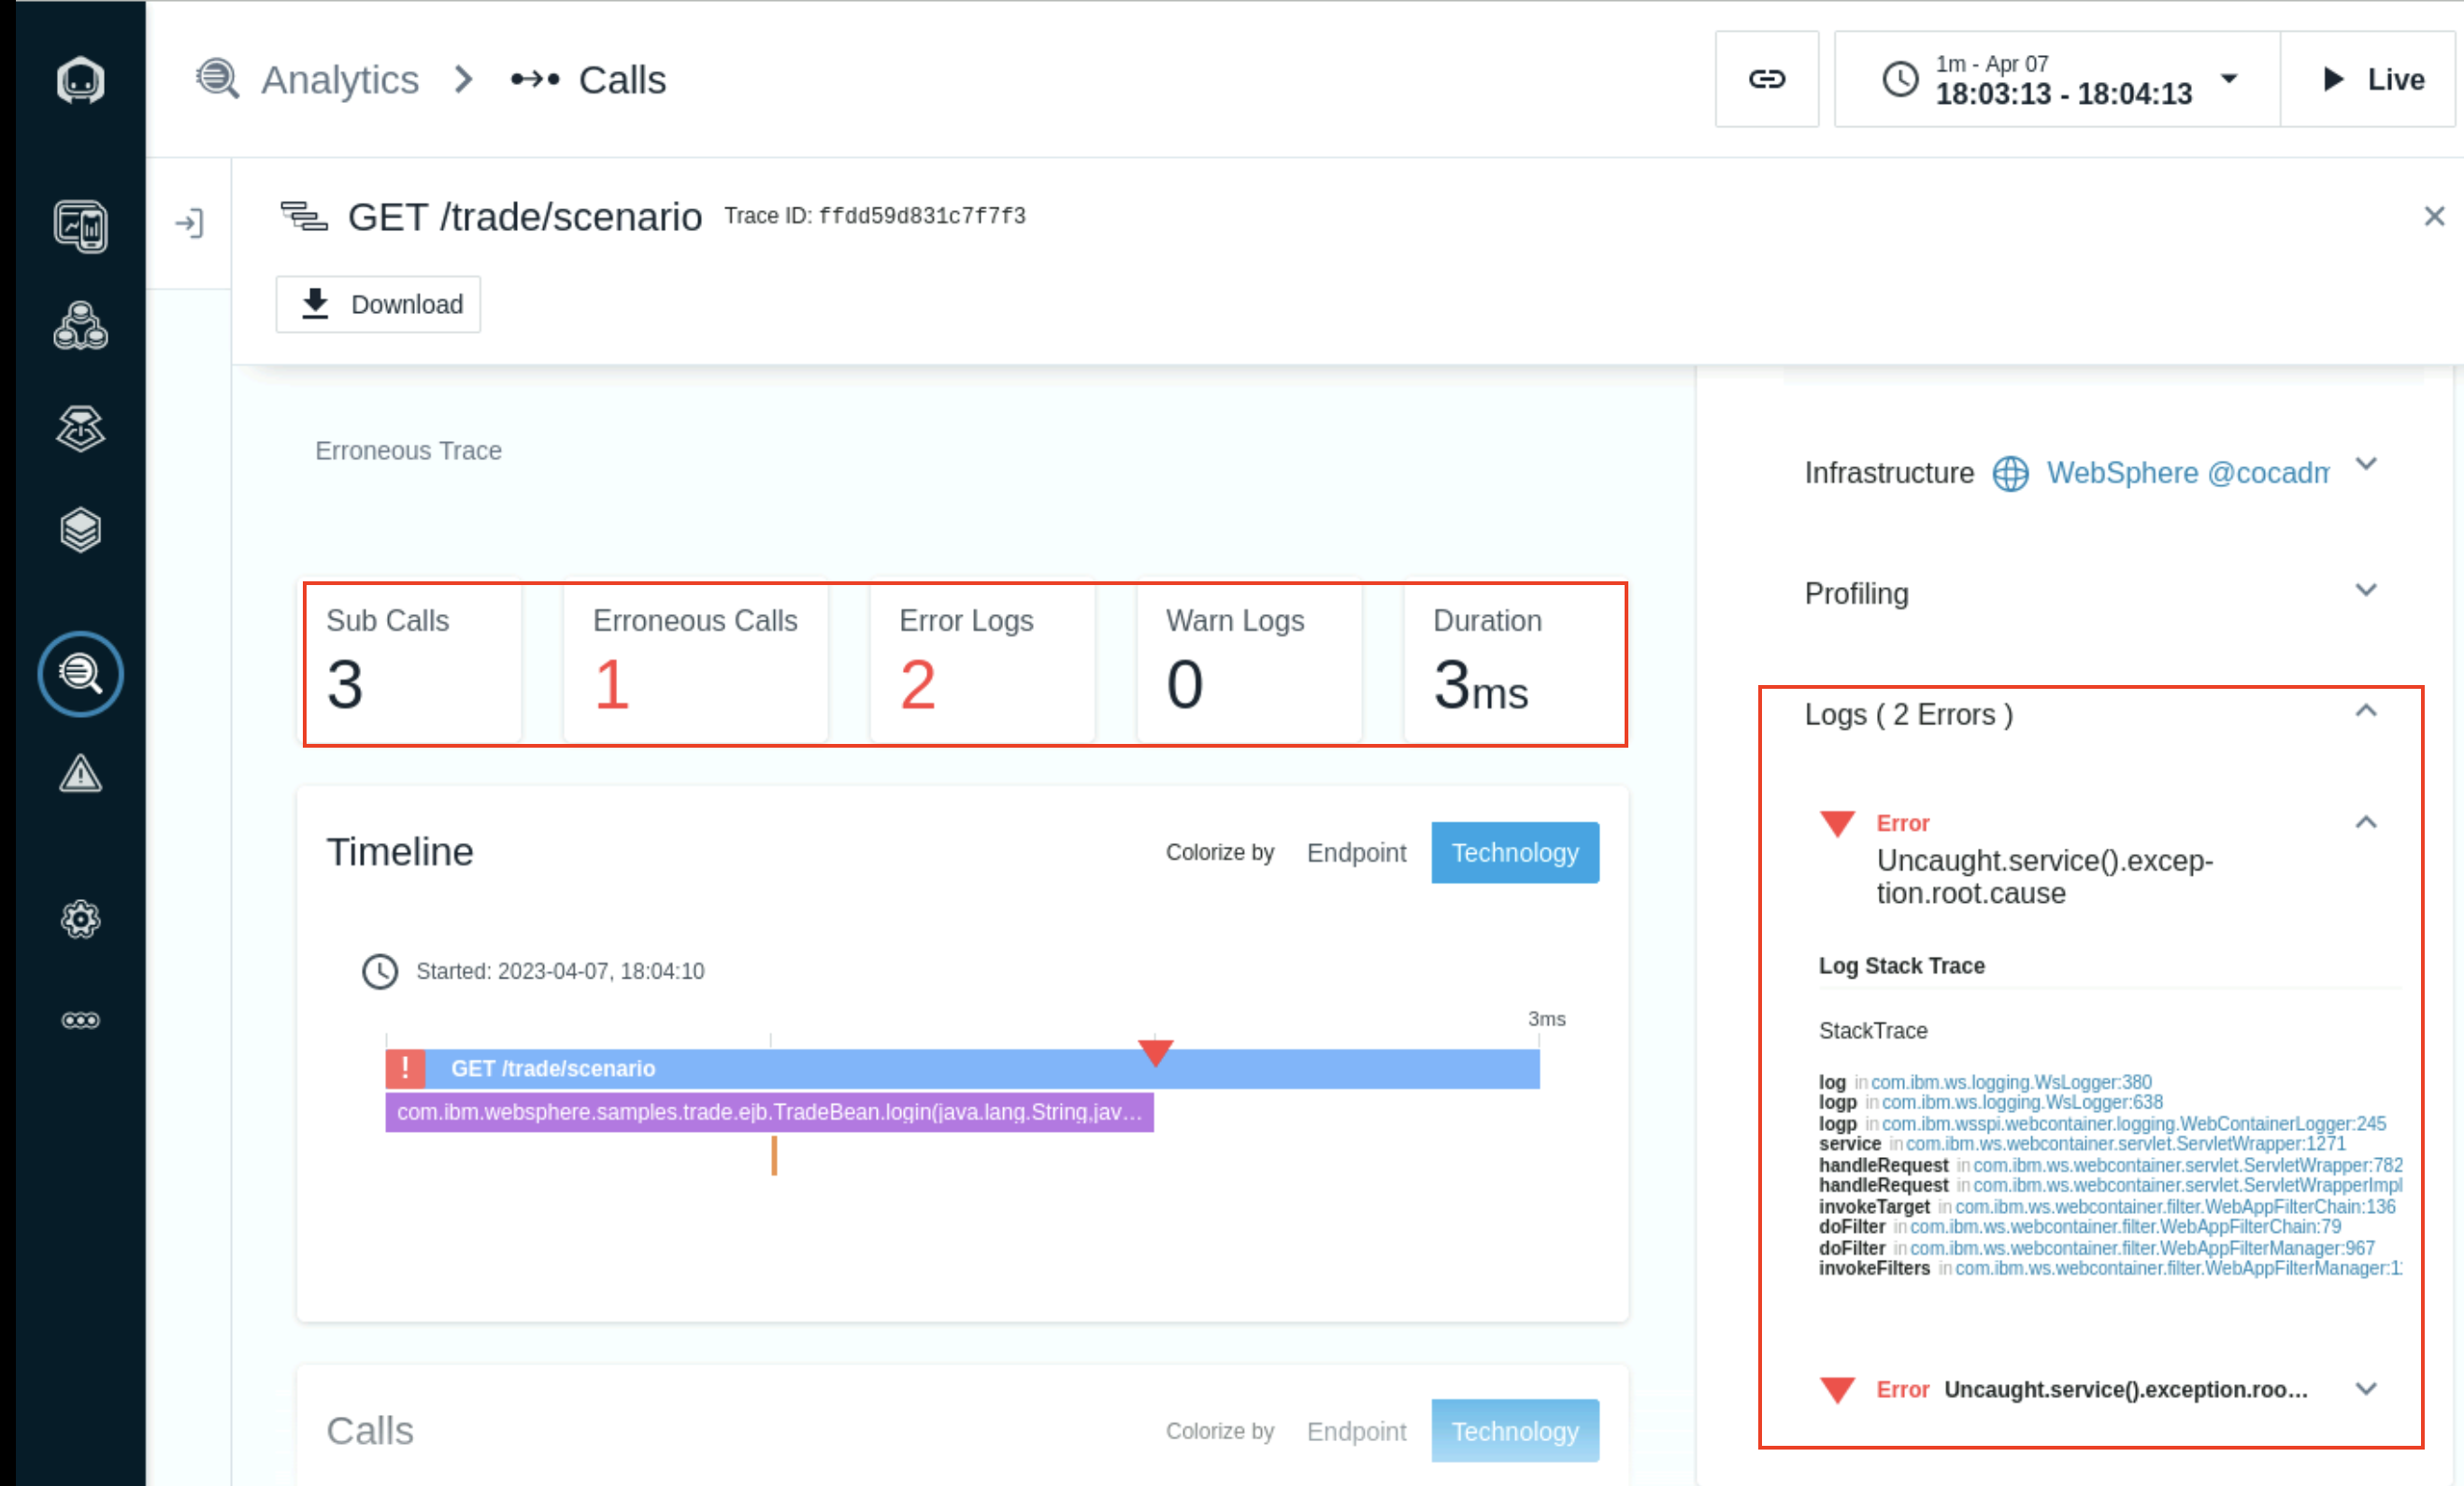 Analytics > Calls
1m - Apr 07
18:03:13 - 18:04:13
Live
GET /trade/scenario Trace ID: ffdd59d831c7f7f3
Download
Erroneous Trace
Sub Calls
3
Erroneous Calls
1
Error Logs
2
Warn Logs
0
Duration
3ms
Timeline
Colorize by Endpoint Technology
Started: 2023-04-07, 18:04:10
3ms
! GET /trade/scenario
com.ibm.websphere.samples.trade.ejb.TradeBean.login(java.lang.String,jav...
Calls
Colorize by Endpoint Technology
Infrastructure WebSphere @cocadm
Profiling
Logs ( 2 Errors )
Error
Uncaught.service().excep-
tion.root.cause
Log Stack Trace
StackTrace
log in com.ibm.ws.logging.WsLogger:380
logp in com.ibm.ws.logging.WsLogger:638
logp in com.ibm.wsspi.webcontainer.logging.WebContainerLogger:245
service in com.ibm.ws.webcontainer.servlet.ServletWrapper:1271
handleRequest in com.ibm.ws.webcontainer.servlet.ServletWrapper:782
handleRequest in com.ibm.ws.webcontainer.servlet.ServletWrapperImpl
invokeTarget in com.ibm.ws.webcontainer.filter.WebAppFilterChain:136
doFilter in com.ibm.ws.webcontainer.filter.WebAppFilterChain:79
doFilter in com.ibm.ws.webcontainer.filter.WebAppFilterManager:967
invokeFilters in com.ibm.ws.webcontainer.filter.WebAppFilterManager:1
Error Uncaught.service().exception.roo...